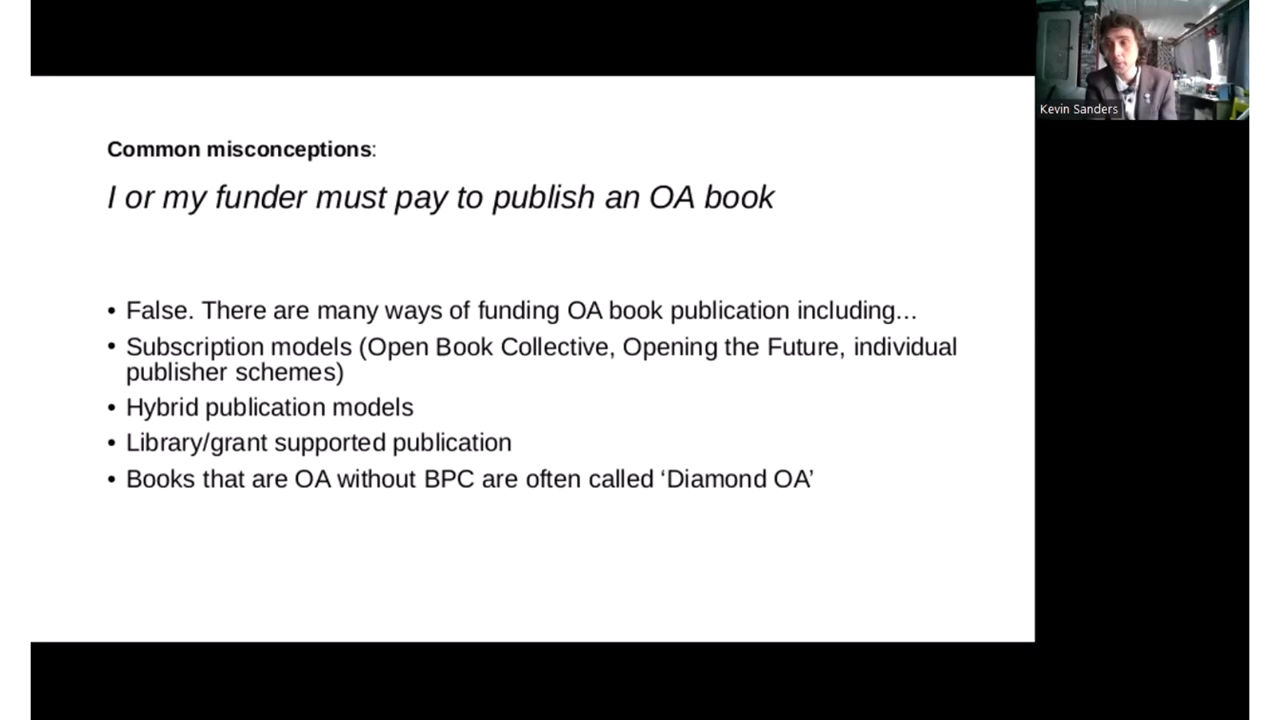 Common misconceptions:
I or my funder must pay to publish an OA book
• False. There are many ways of funding OA book publication including...
• Subscription models (Open Book Collective, Opening the Future, individual
publisher schemes)
• Hybrid publication models
• Library/grant supported publication
• Books that are OA without BPC are often called ‘Diamond OA’
Kevin Sanders